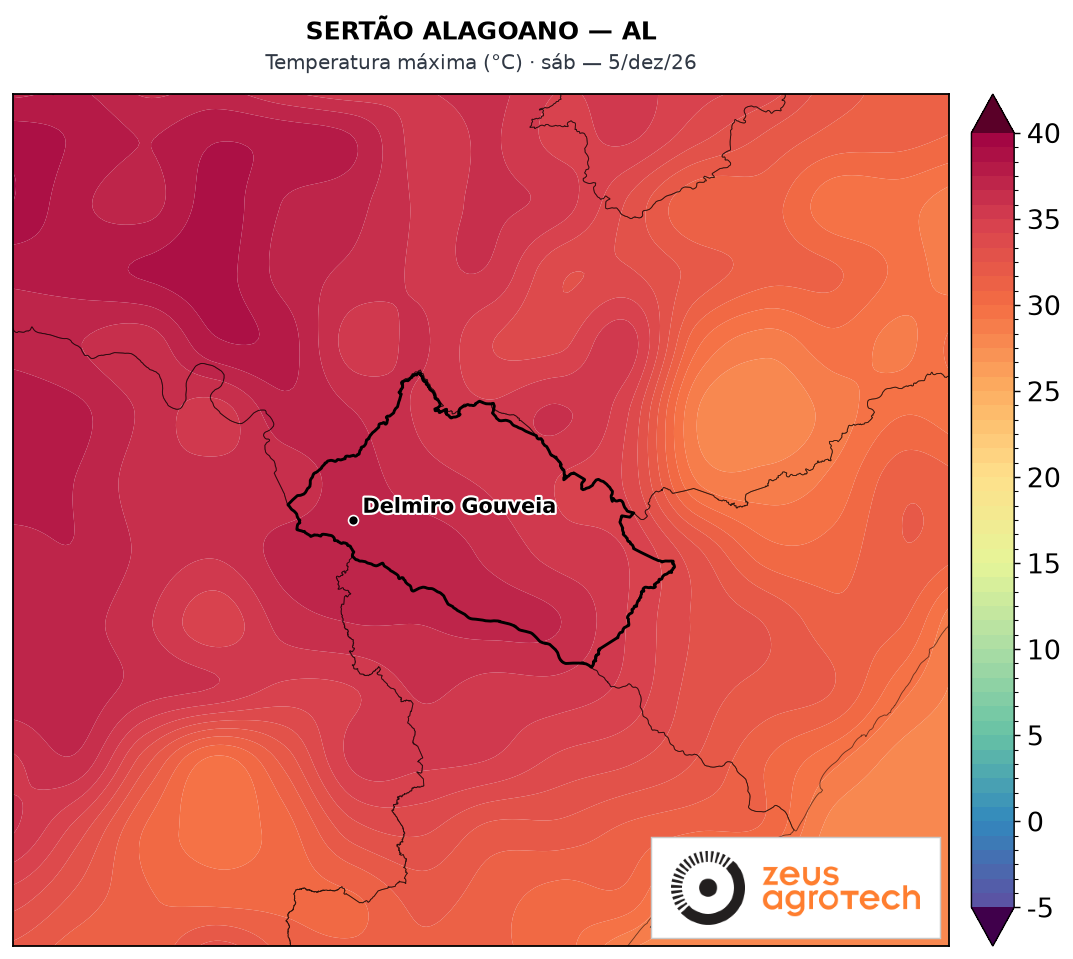 SERTÃO ALAGOANO — AL
Temperatura máxima (°C) · sáb — 5/dez/26
40
35
30
25
20
15
10
5
0
-5
Delmiro Gouveia
zeus
agrotech